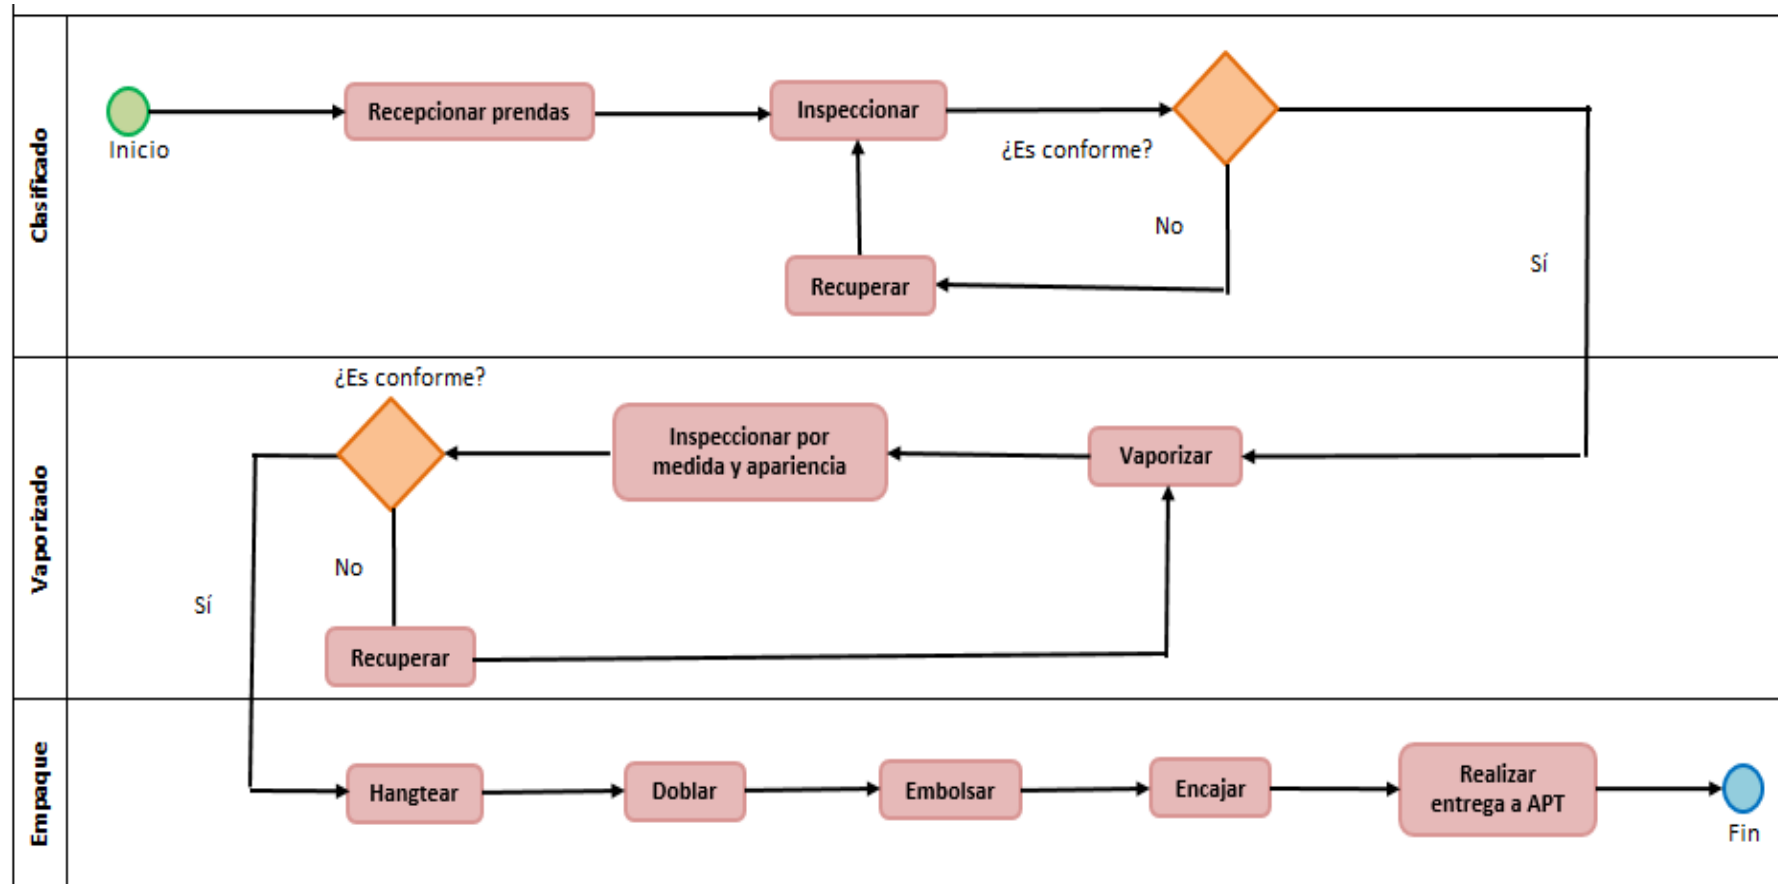 Clasificado
Inicio
Recepcionar prendas
Inspeccionar
¿Es conforme?
No
Recuperar
Sí
Vaporizado
¿Es conforme?
Inspeccionar por
medida y apariencia
Vaporizar
No
Sí
Recuperar
Empaque
Hangtear
Doblar
Embolsar
Encajar
Realizar
entrega a APT
Fin